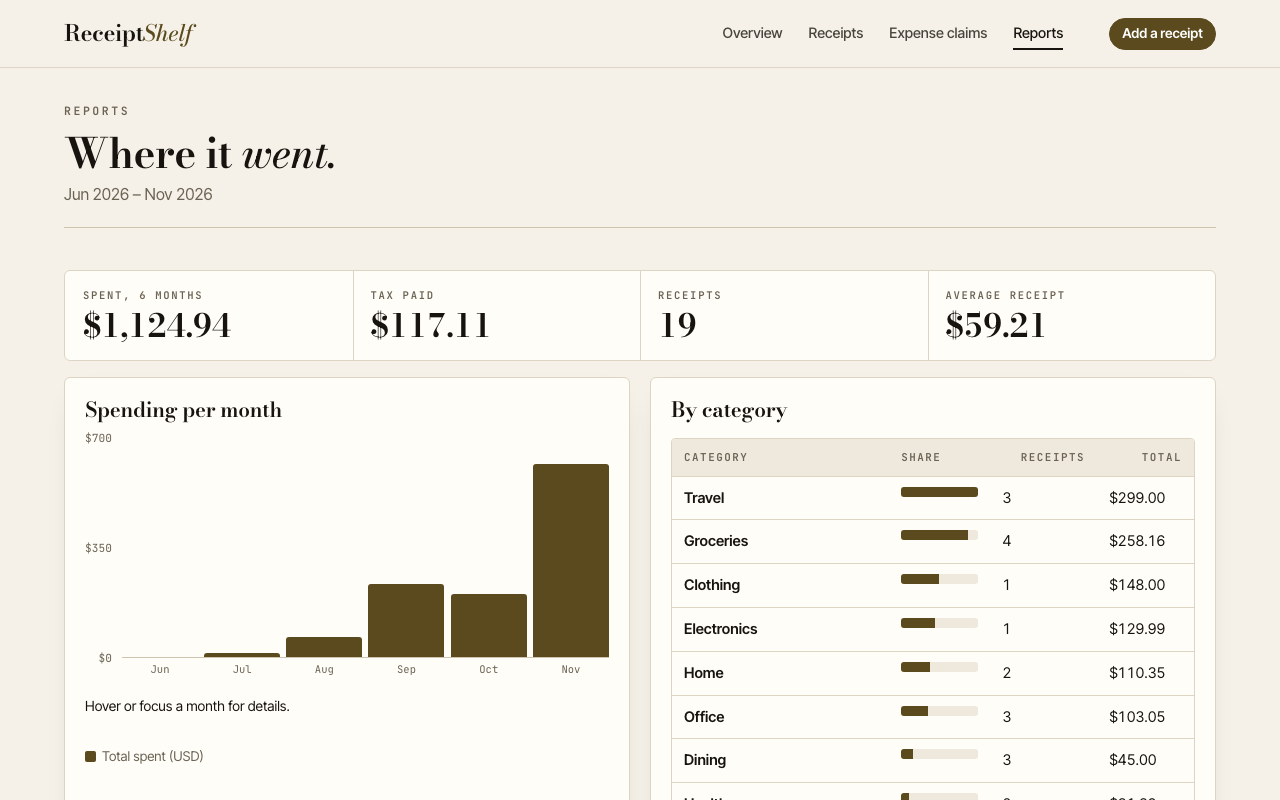 ReceiptShelf
Overview Receipts Expense claims Reports Add a receipt
REPORTS
Where it went.
Jun 2026 – Nov 2026
SPENT, 6 MONTHS
$1,124.94
TAX PAID
$117.11
RECEIPTS
19
AVERAGE RECEIPT
$59.21
Spending per month
$700
$350
$0
Jun Jul Aug Sep Oct Nov
Hover or focus a month for details.
Total spent (USD)
By category
CATEGORY SHARE RECEIPTS TOTAL
Travel 3 $299.00
Groceries 4 $258.16
Clothing 1 $148.00
Electronics 1 $129.99
Home 2 $110.35
Office 3 $103.05
Dining 3 $45.00